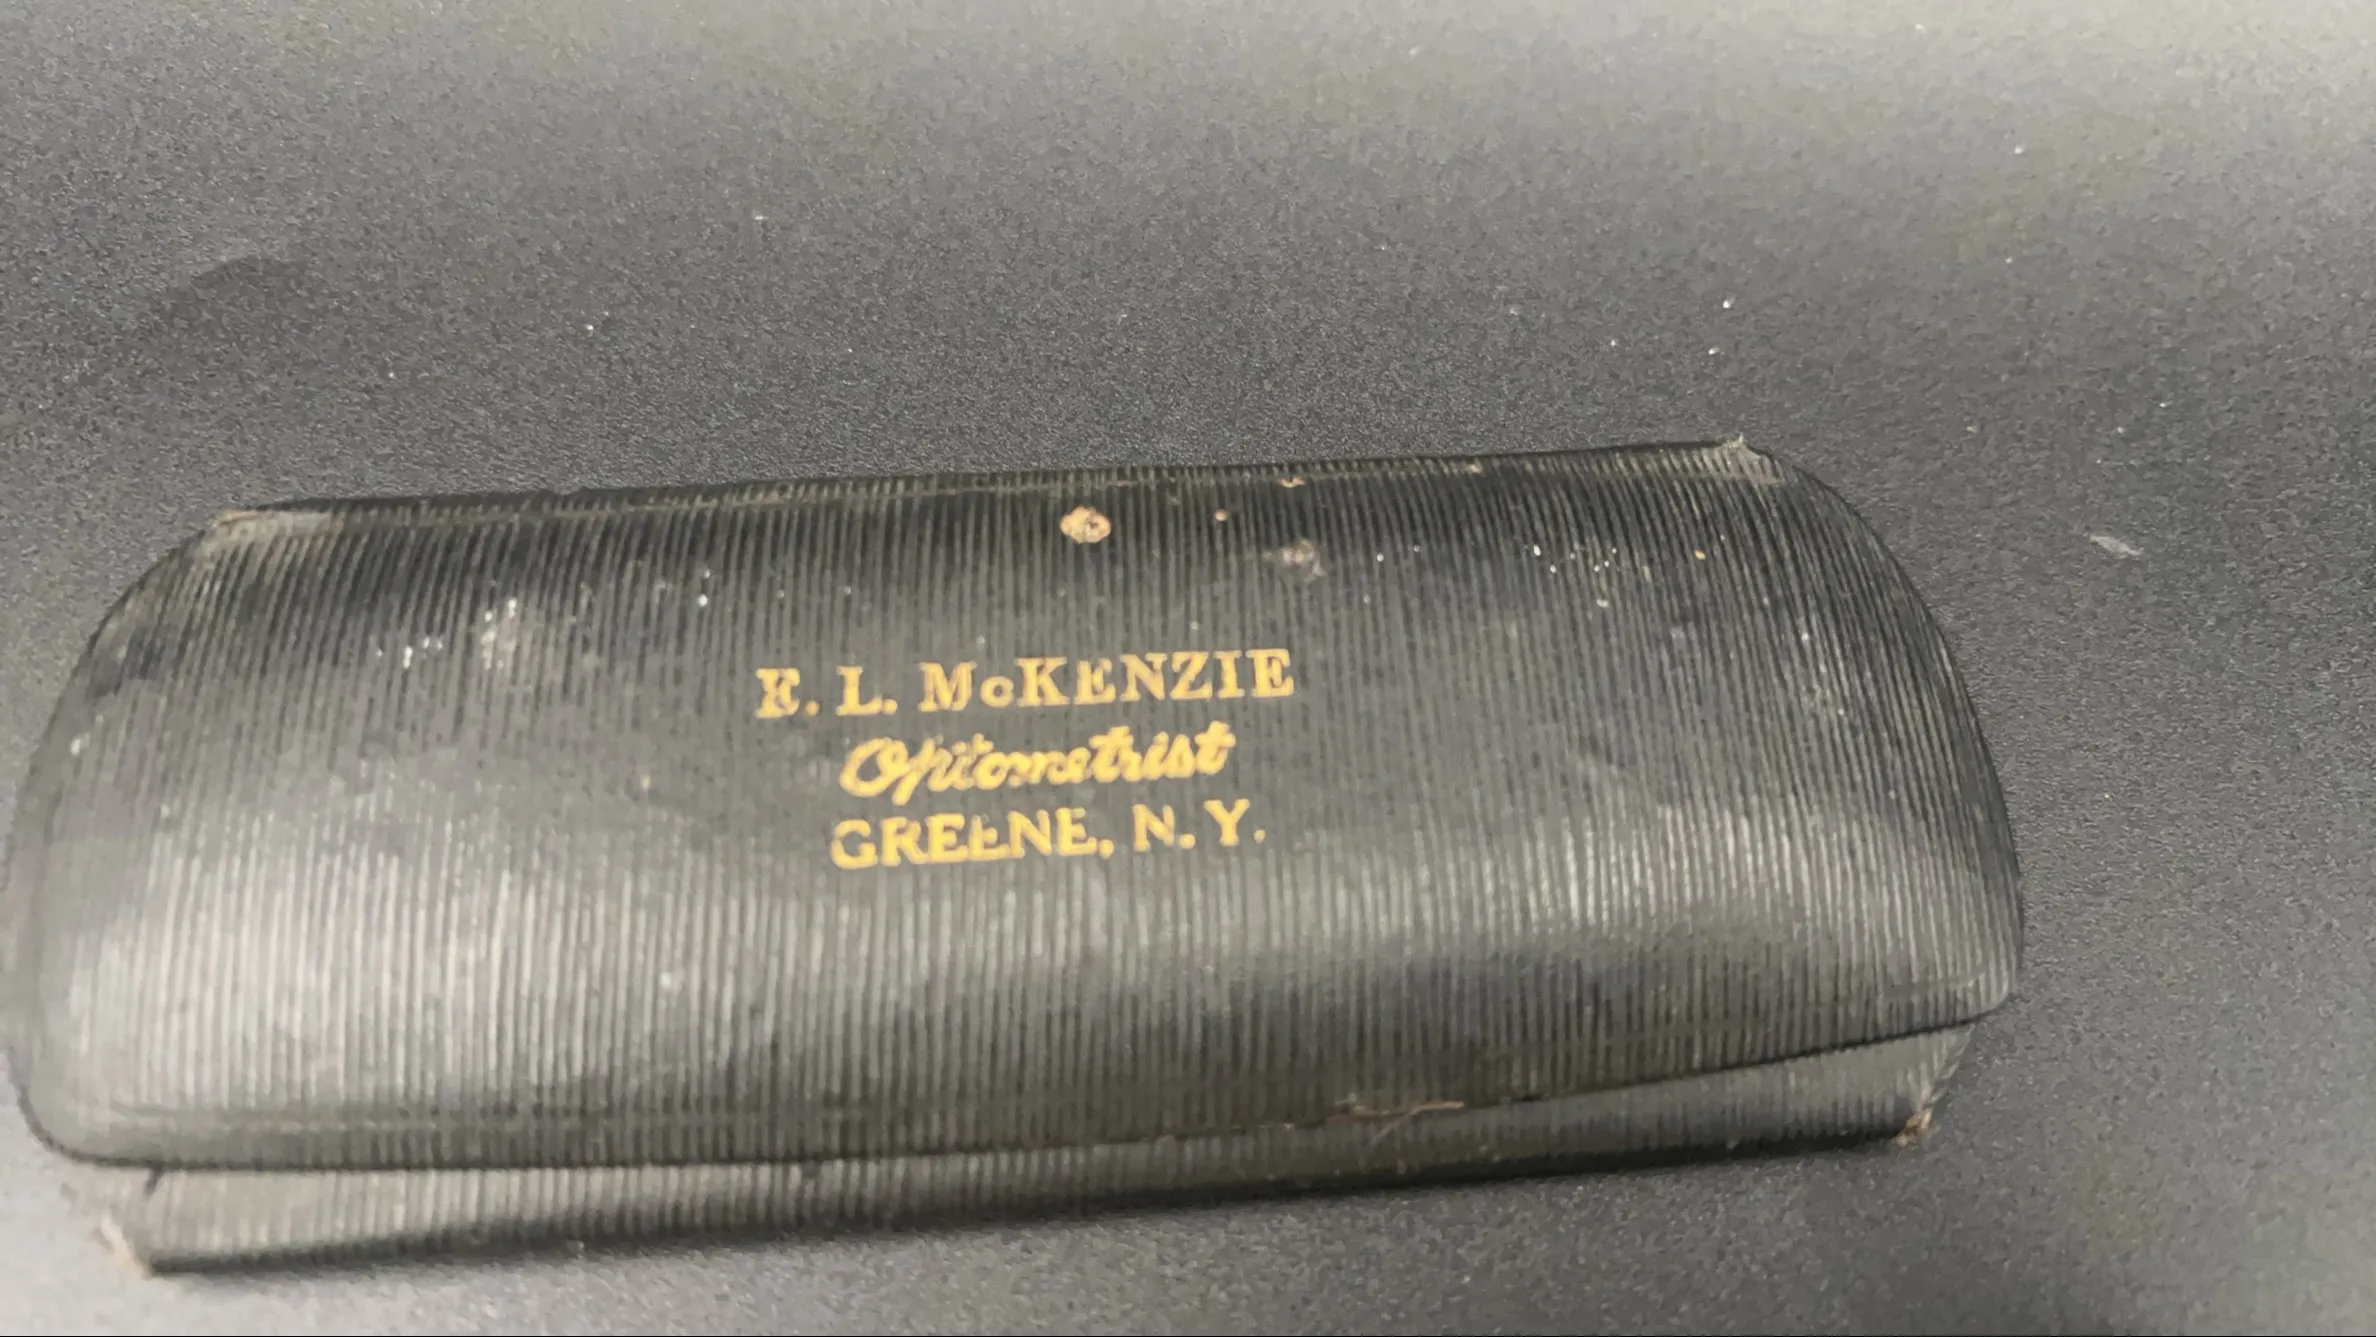 E. L. McKENZIE
Optometrist
GREENE, N. Y.